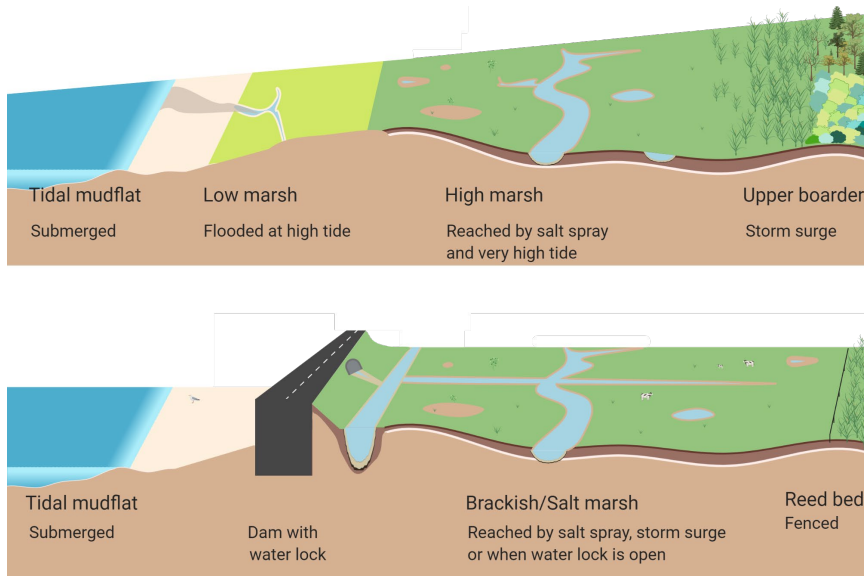 Tidal mudflat
Submerged
Low marsh
Flooded at high tide
High marsh
Reached by salt spray
and very high tide
Upper boarder
Storm surge
Tidal mudflat
Submerged
Dam with
water lock
Brackish/Salt marsh
Reached by salt spray, storm surge
or when water lock is open
Reed bed
Fenced